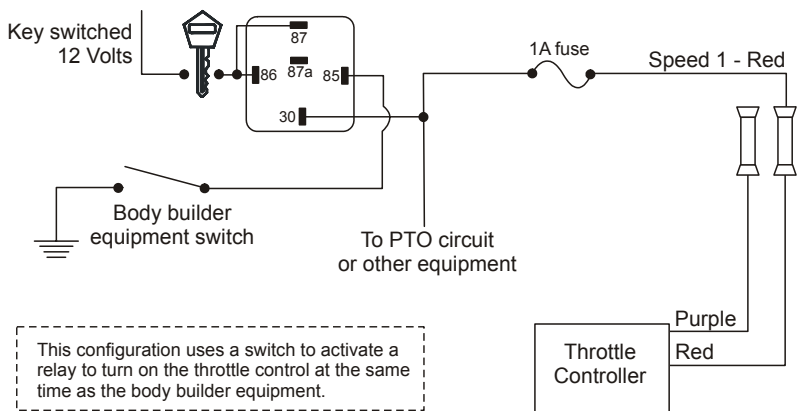 Key switched
12 Volts
87
86
87a
85
30
1A fuse
Speed 1 - Red
Body builder
equipment switch
To PTO circuit
or other equipment
Purple
Red
Throttle
Controller
This configuration uses a switch to activate a
relay to turn on the throttle control at the same
time as the body builder equipment.